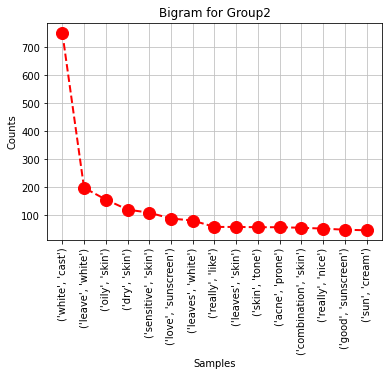 Bigram for Group2
Counts
700
600
500
400
300
200
100
('white', 'cast')
('leave', 'white')
('oily', 'skin')
('dry', 'skin')
('sensitive', 'skin')
('love', 'sunscreen')
('leaves', 'white')
('really', 'like')
('leaves', 'skin')
('skin', 'tone')
('acne', 'prone')
('combination', 'skin')
('really', 'nice')
('good', 'sunscreen')
('sun', 'cream')
Samples